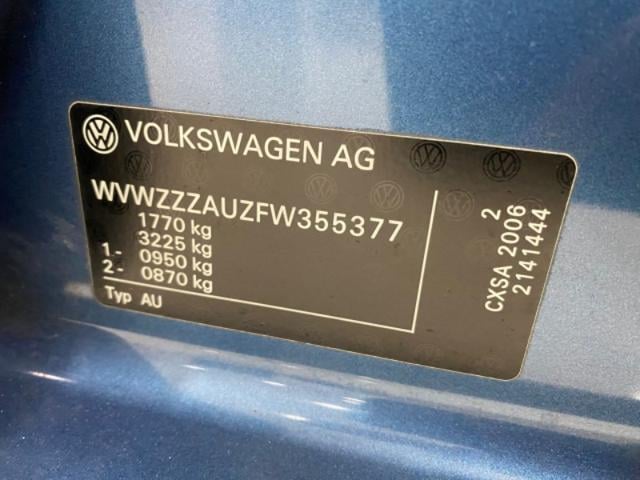 VOLKSWAGEN AG
WVWZZZAUZFW355377
1770 kg
3225 kg
1- 0950 kg
2- 0870 kg
Typ AU
2
CXSA 2006
2141444